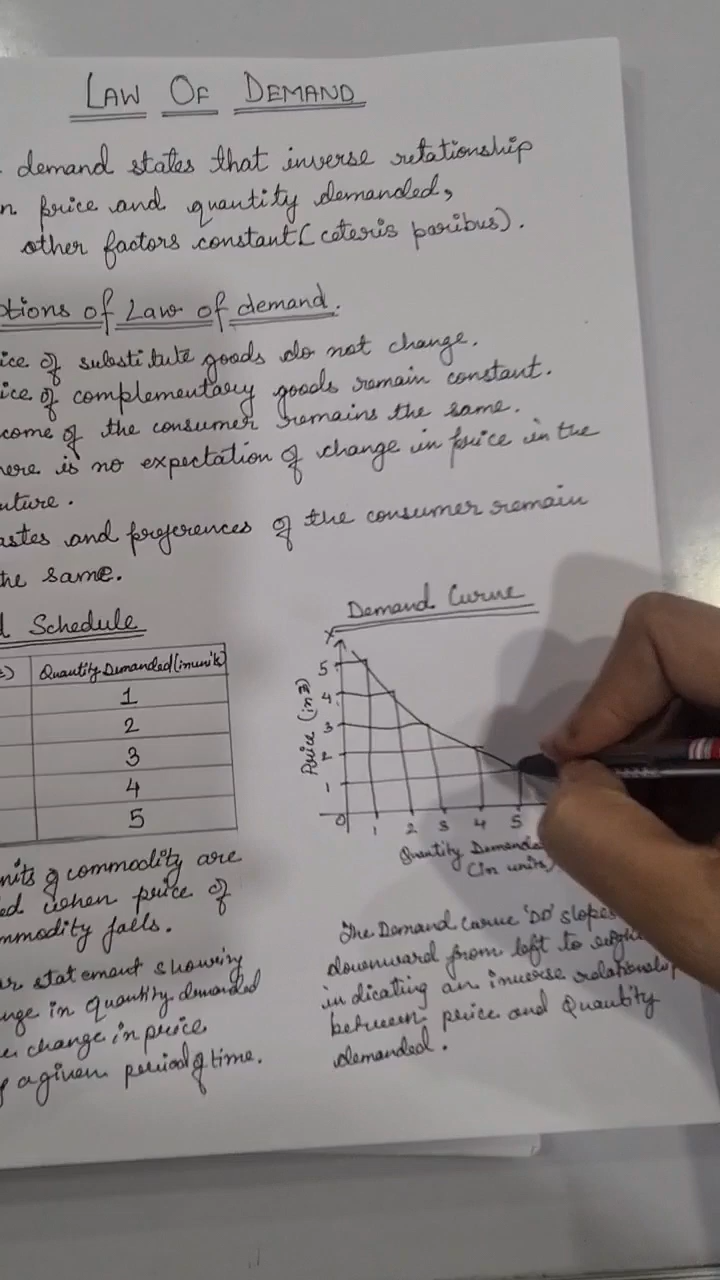 LAW OF DEMAND
demand states that inverse relationship
n price and quantity demanded,
other factors constant (ceteris paribus).
ptions of Law of demand.
ice of substitute goods do not change.
ice of complementary goods remain constant.
come of the consumer remains the same.
here is no expectation of change in price in the
uture.
astes and preferences of the consumer remain
he same.
d Schedule
Quantity Demanded (in units)
1
2
3
4
5
nits of commodity are
ed when price of
mmodity falls.
ar statement showing
nge in quantity demanded
change in price
a given period of time.
Demand Curve
Y
Price (in ₹)
5
4
3
2
1
0
1 2 3 4 5
Quantity Demande
(In units)
The Demand Curve 'DD' slopes
downward from left to right
indicating an inverse relationship
between price and Quantity
demanded.